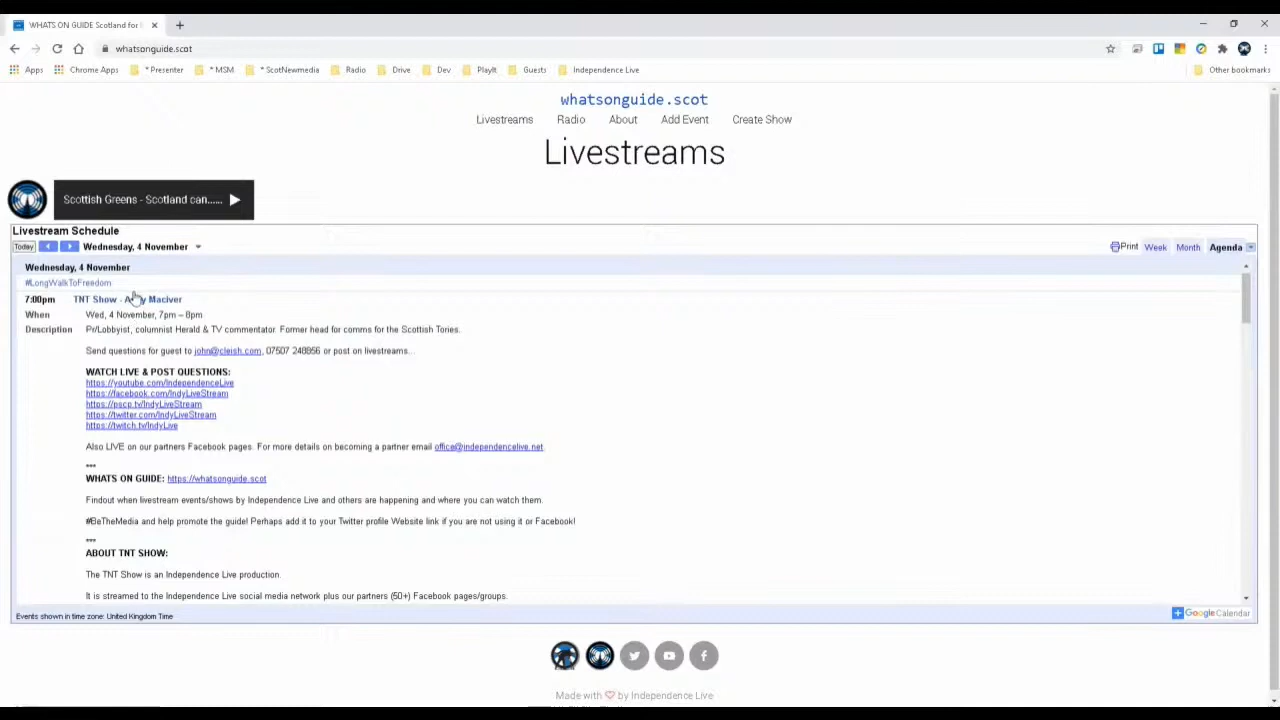 WHATS ON GUIDE Scotland for
whatsonguide.scot
Apps Chrome Apps * Presenter * MSM * ScotNewmedia Radio Drive Dev PlayIt Guests Independence Live Other bookmarks
whatsonguide.scot
Livestreams Radio About Add Event Create Show
Livestreams
Scottish Greens - Scotland can......
Livestream Schedule
Today Wednesday, 4 November Print Week Month Agenda
Wednesday, 4 November
#LongWalkToFreedom
7:00pm TNT Show - Maciver
When Wed, 4 November, 7pm – 8pm
Description Pr/Lobbyist, columnist Herald & TV commentator. Former head for comms for the Scottish Tories.
Send questions for guest to john@cleish.com, 07507 248956 or post on livestreams...
WATCH LIVE & POST QUESTIONS:
https://youtube.com/IndependenceLive
https://facebook.com/IndyLiveStream
https://pscp.tv/IndyLiveStream
https://twitter.com/IndyLiveStream
https://twitch.tv/IndyLive
Also LIVE on our partners Facebook pages. For more details on becoming a partner email office@independencelive.net.
***
WHATS ON GUIDE: https://whatsonguide.scot
Findout when livestream events/shows by Independence Live and others are happening and where you can watch them.
#BeTheMedia and help promote the guide! Perhaps add it to your Twitter profile Website link if you are not using it or Facebook!
***
ABOUT TNT SHOW:
The TNT Show is an Independence Live production.
It is streamed to the Independence Live social media network plus our partners (50+) Facebook pages/groups.
Events shown in time zone: United Kingdom Time
Google Calendar
Made with by Independence Live